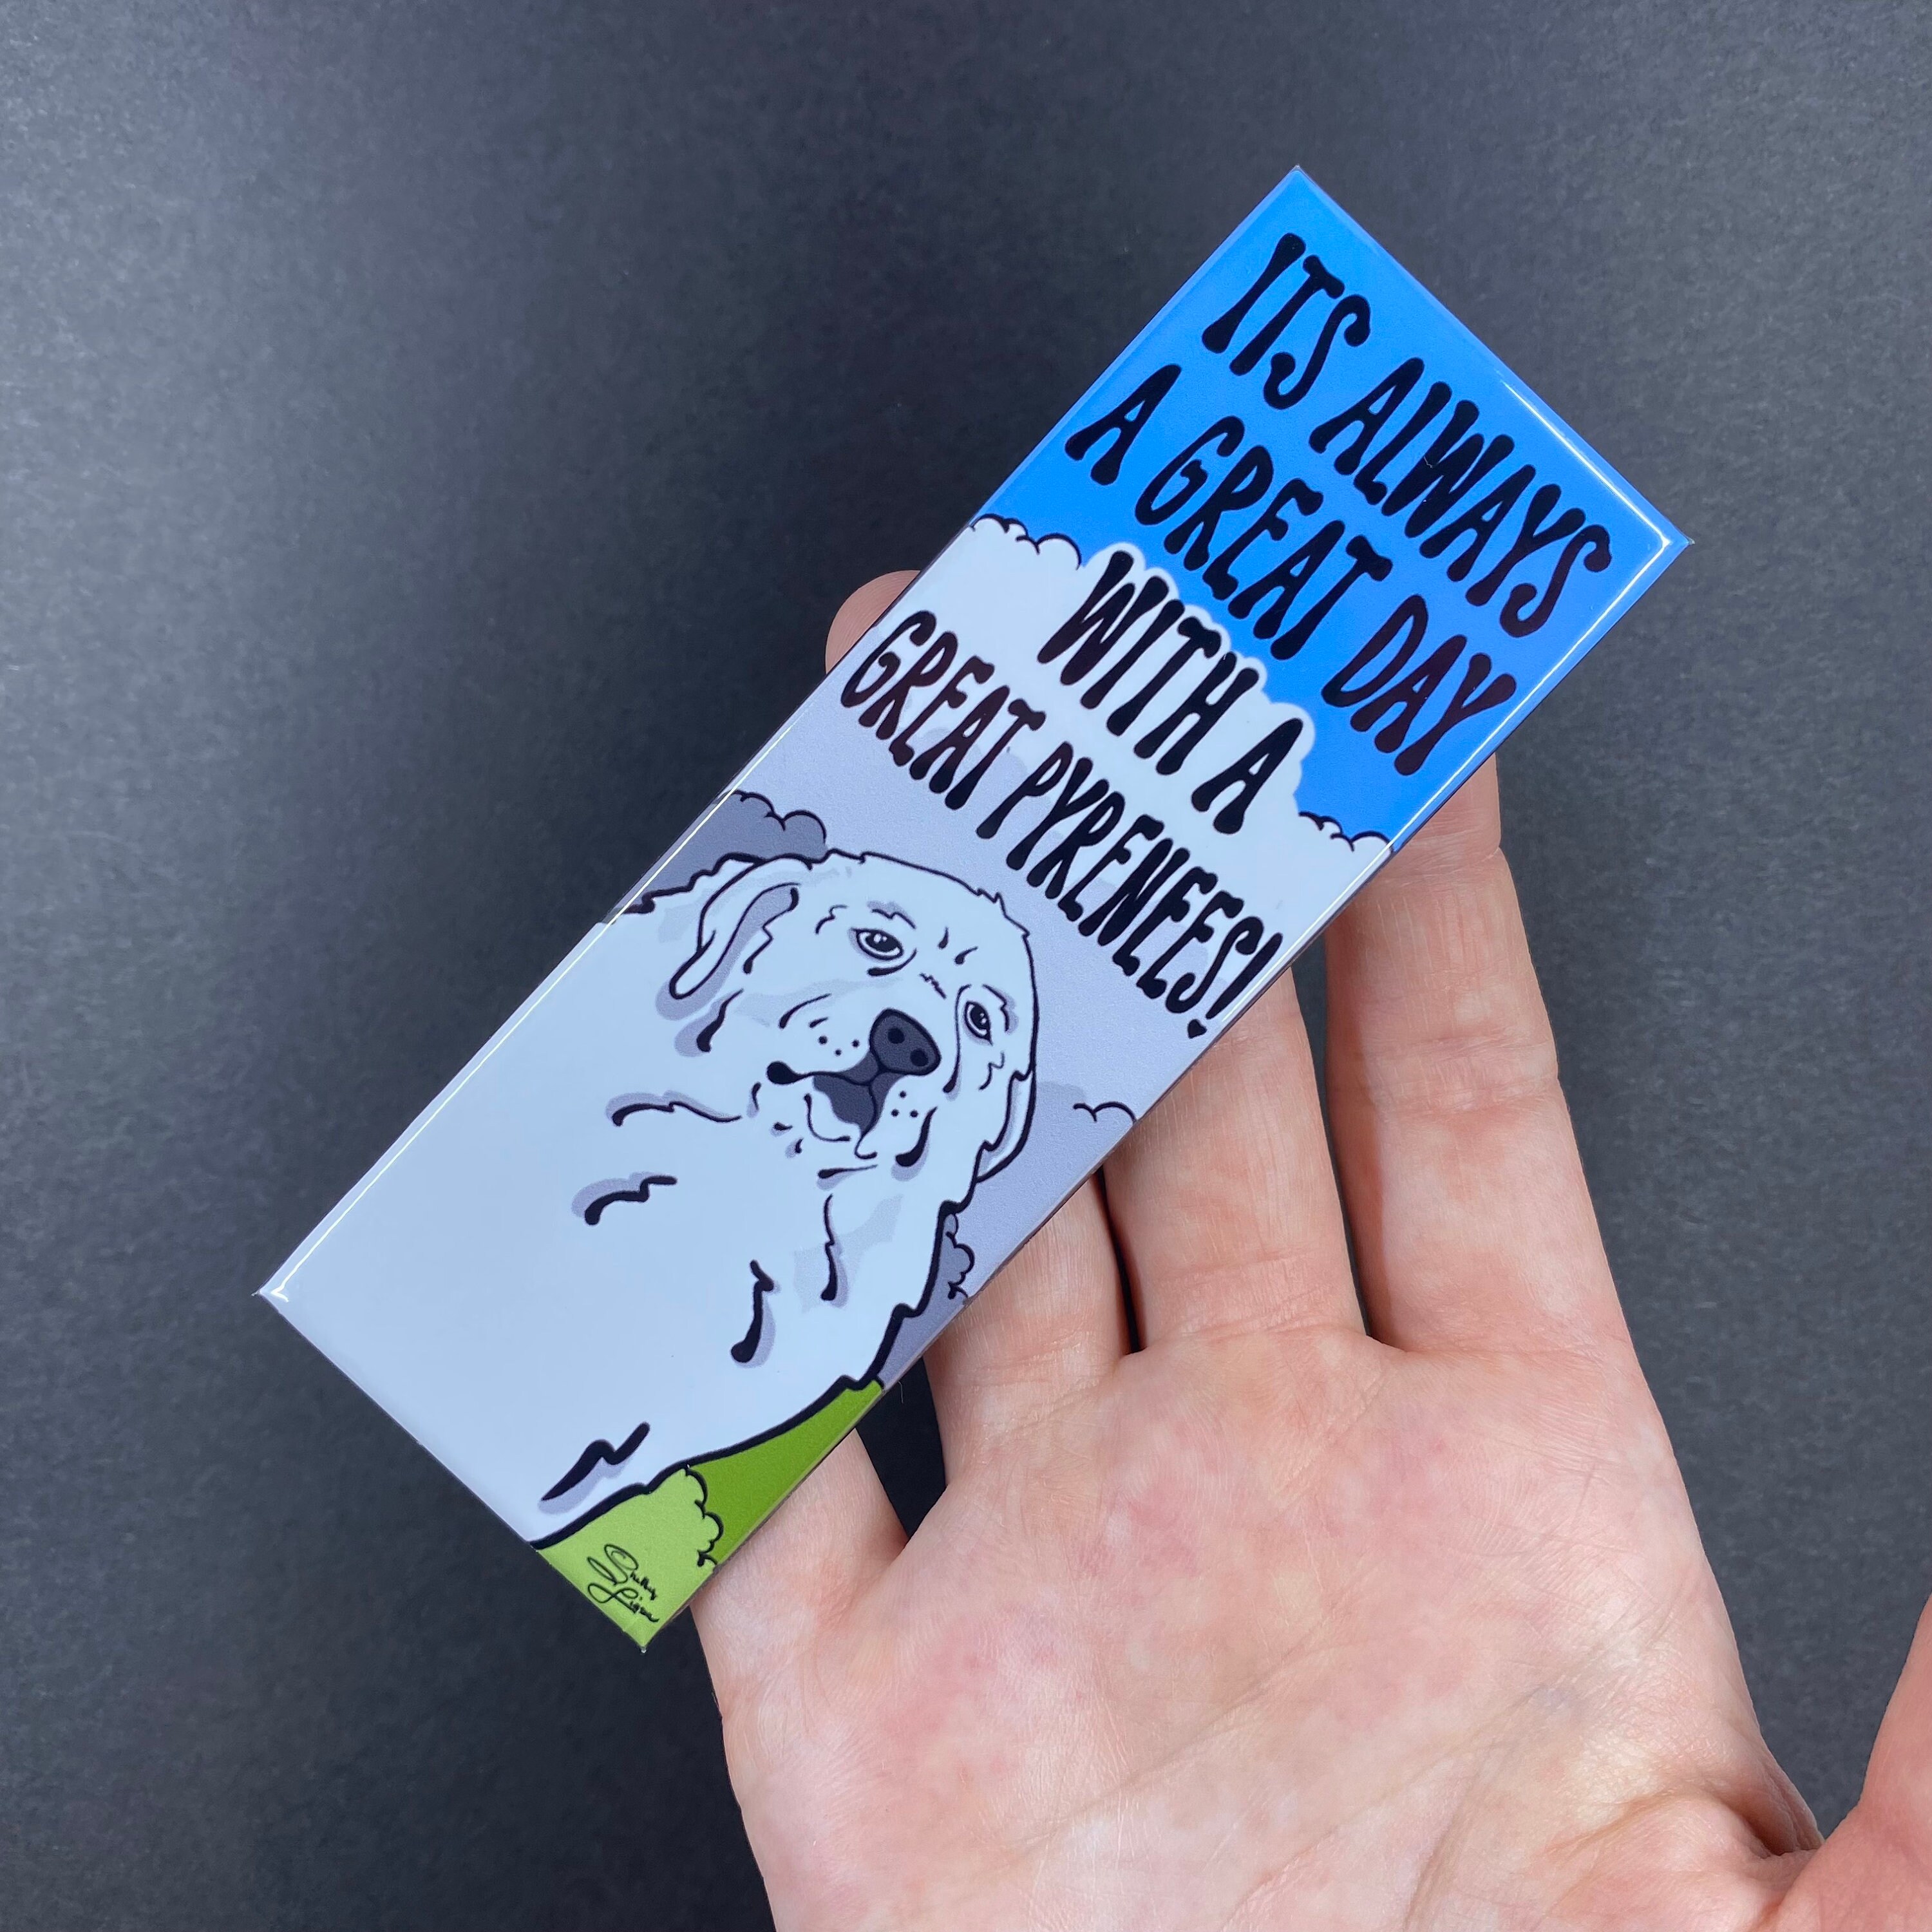 ITS ALWAYS
A GREAT DAY
WITH A
GREAT PYRENEES!